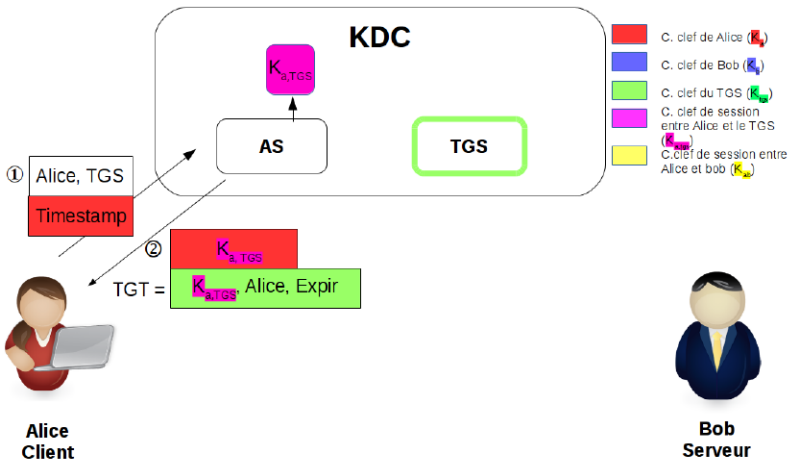 KDC
K a,TGS
AS
TGS
①
Alice, TGS
Timestamp
②
K a, TGS
TGT =
K a,TGS, Alice, Expir
Alice
Client
Bob
Serveur
C. clef de Alice (K a)
C. clef de Bob (K b)
C. clef du TGS (K tgs)
C. clef de session
entre Alice et le TGS
(K a,tgs)
C.clef de session entre
Alice et bob (K ab)